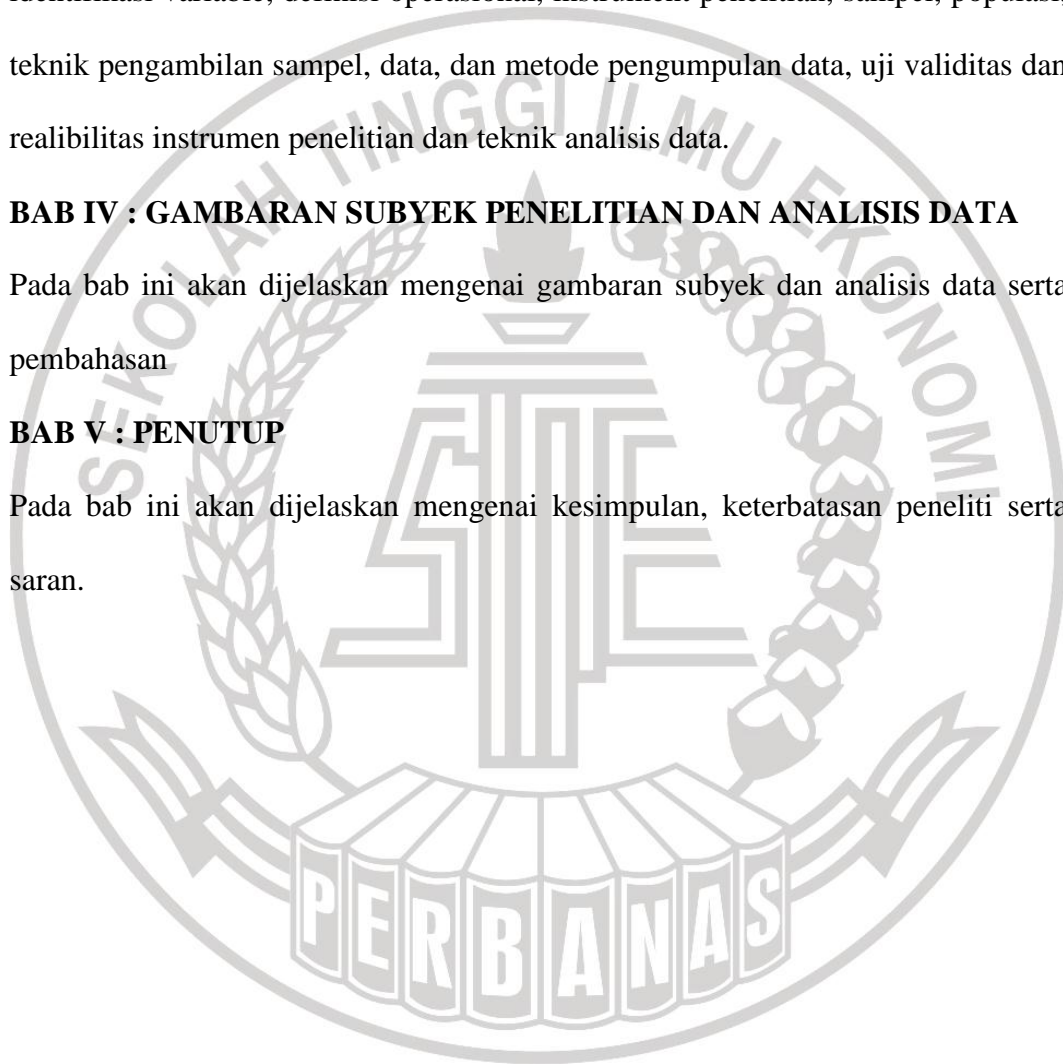 teknik pengambilan sampel, data, dan metode pengumpulan data, uji validitas dan
realibilitas instrumen penelitian dan teknik analisis data.
BAB IV : GAMBARAN SUBYEK PENELITIAN DAN ANALISIS DATA
Pada bab ini akan dijelaskan mengenai gambaran subyek dan analisis data serta
pembahasan
BAB V : PENUTUP
Pada bab ini akan dijelaskan mengenai kesimpulan, keterbatasan peneliti serta
saran.
SEKOLAH TINGGI ILMU EKONOMI
PERBANAS